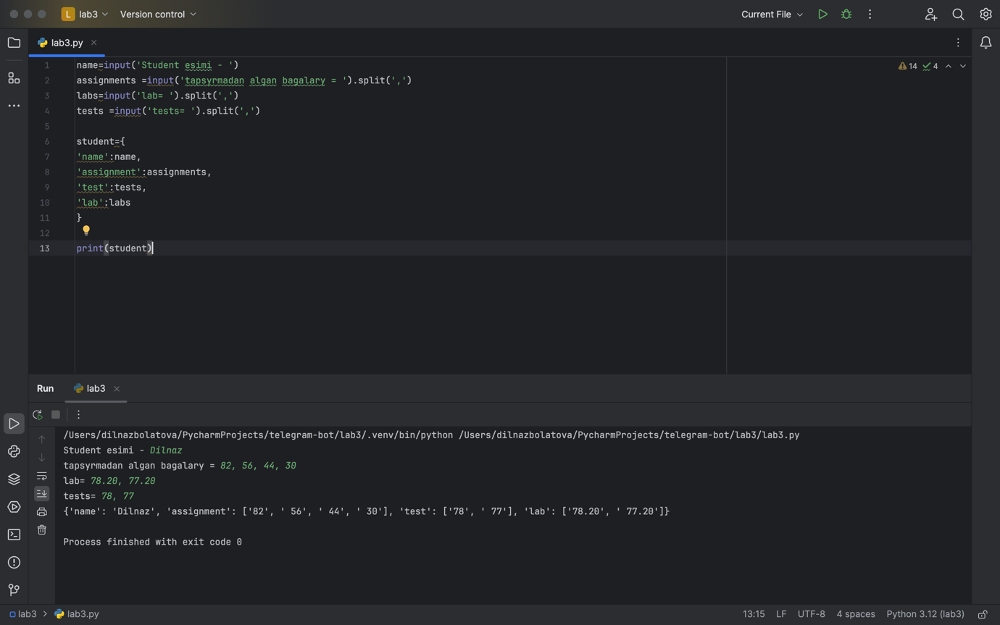 L lab3 Version control Current File
lab3.py
14 4
1 name=input('Student esimi - ')
2 assignments =input('tapsyrmadan algan bagalary = ').split(',')
3 labs=input('lab= ').split(',')
4 tests =input('tests= ').split(',')
5
6 student={
7 'name':name,
8 'assignment':assignments,
9 'test':tests,
10 'lab':labs
11 }
12
13 print(student)
Run lab3
/Users/dilnazbolatova/PycharmProjects/telegram-bot/lab3/.venv/bin/python /Users/dilnazbolatova/PycharmProjects/telegram-bot/lab3/lab3.py
Student esimi - Dilnaz
tapsyrmadan algan bagalary = 82, 56, 44, 30
lab= 78.20, 77.20
tests= 78, 77
{'name': 'Dilnaz', 'assignment': ['82', ' 56', ' 44', ' 30'], 'test': ['78', ' 77'], 'lab': ['78.20', ' 77.20']}
Process finished with exit code 0
lab3 > lab3.py 13:15 LF UTF-8 4 spaces Python 3.12 (lab3)